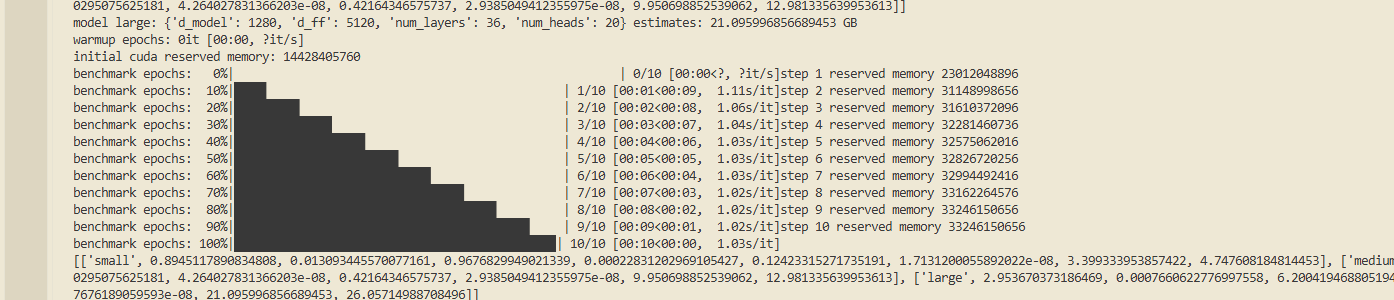 0295075625181, 4.264027831366203e-08, 0.42164346575737, 2.9385049412355975e-08, 9.950698852539062, 12.981335639953613]]
model large: {'d_model': 1280, 'd_ff': 5120, 'num_layers': 36, 'num_heads': 20} estimates: 21.095996856689453 GB
warmup epochs: 0it [00:00, ?it/s]
initial cuda reserved memory: 14428405760
benchmark epochs:   0%| | 0/10 [00:00<?, ?it/s]step 1 reserved memory 23012048896
benchmark epochs:  10%| | 1/10 [00:01<00:09,  1.11s/it]step 2 reserved memory 31148998656
benchmark epochs:  20%| | 2/10 [00:02<00:08,  1.06s/it]step 3 reserved memory 31610372096
benchmark epochs:  30%| | 3/10 [00:03<00:07,  1.04s/it]step 4 reserved memory 32281460736
benchmark epochs:  40%| | 4/10 [00:04<00:06,  1.03s/it]step 5 reserved memory 32575062016
benchmark epochs:  50%| | 5/10 [00:05<00:05,  1.03s/it]step 6 reserved memory 32826720256
benchmark epochs:  60%| | 6/10 [00:06<00:04,  1.03s/it]step 7 reserved memory 32994492416
benchmark epochs:  70%| | 7/10 [00:07<00:03,  1.02s/it]step 8 reserved memory 33162264576
benchmark epochs:  80%| | 8/10 [00:08<00:02,  1.02s/it]step 9 reserved memory 33246150656
benchmark epochs:  90%| | 9/10 [00:09<00:01,  1.02s/it]step 10 reserved memory 33246150656
benchmark epochs: 100%| | 10/10 [00:10<00:00,  1.03s/it]
[['small', 0.8945117890834808, 0.013093445570077161, 0.9676829949021339, 0.00022831202969105427, 0.12423315271735191, 1.7131200055892022e-08, 3.399333953857422, 4.747608184814453], ['medium
0295075625181, 4.264027831366203e-08, 0.42164346575737, 2.9385049412355975e-08, 9.950698852539062, 12.981335639953613], ['large', 2.953670373186469, 0.0007660622776997558, 6.200419468805194
7676189059593e-08, 21.095996856689453, 26.05714988708496]]